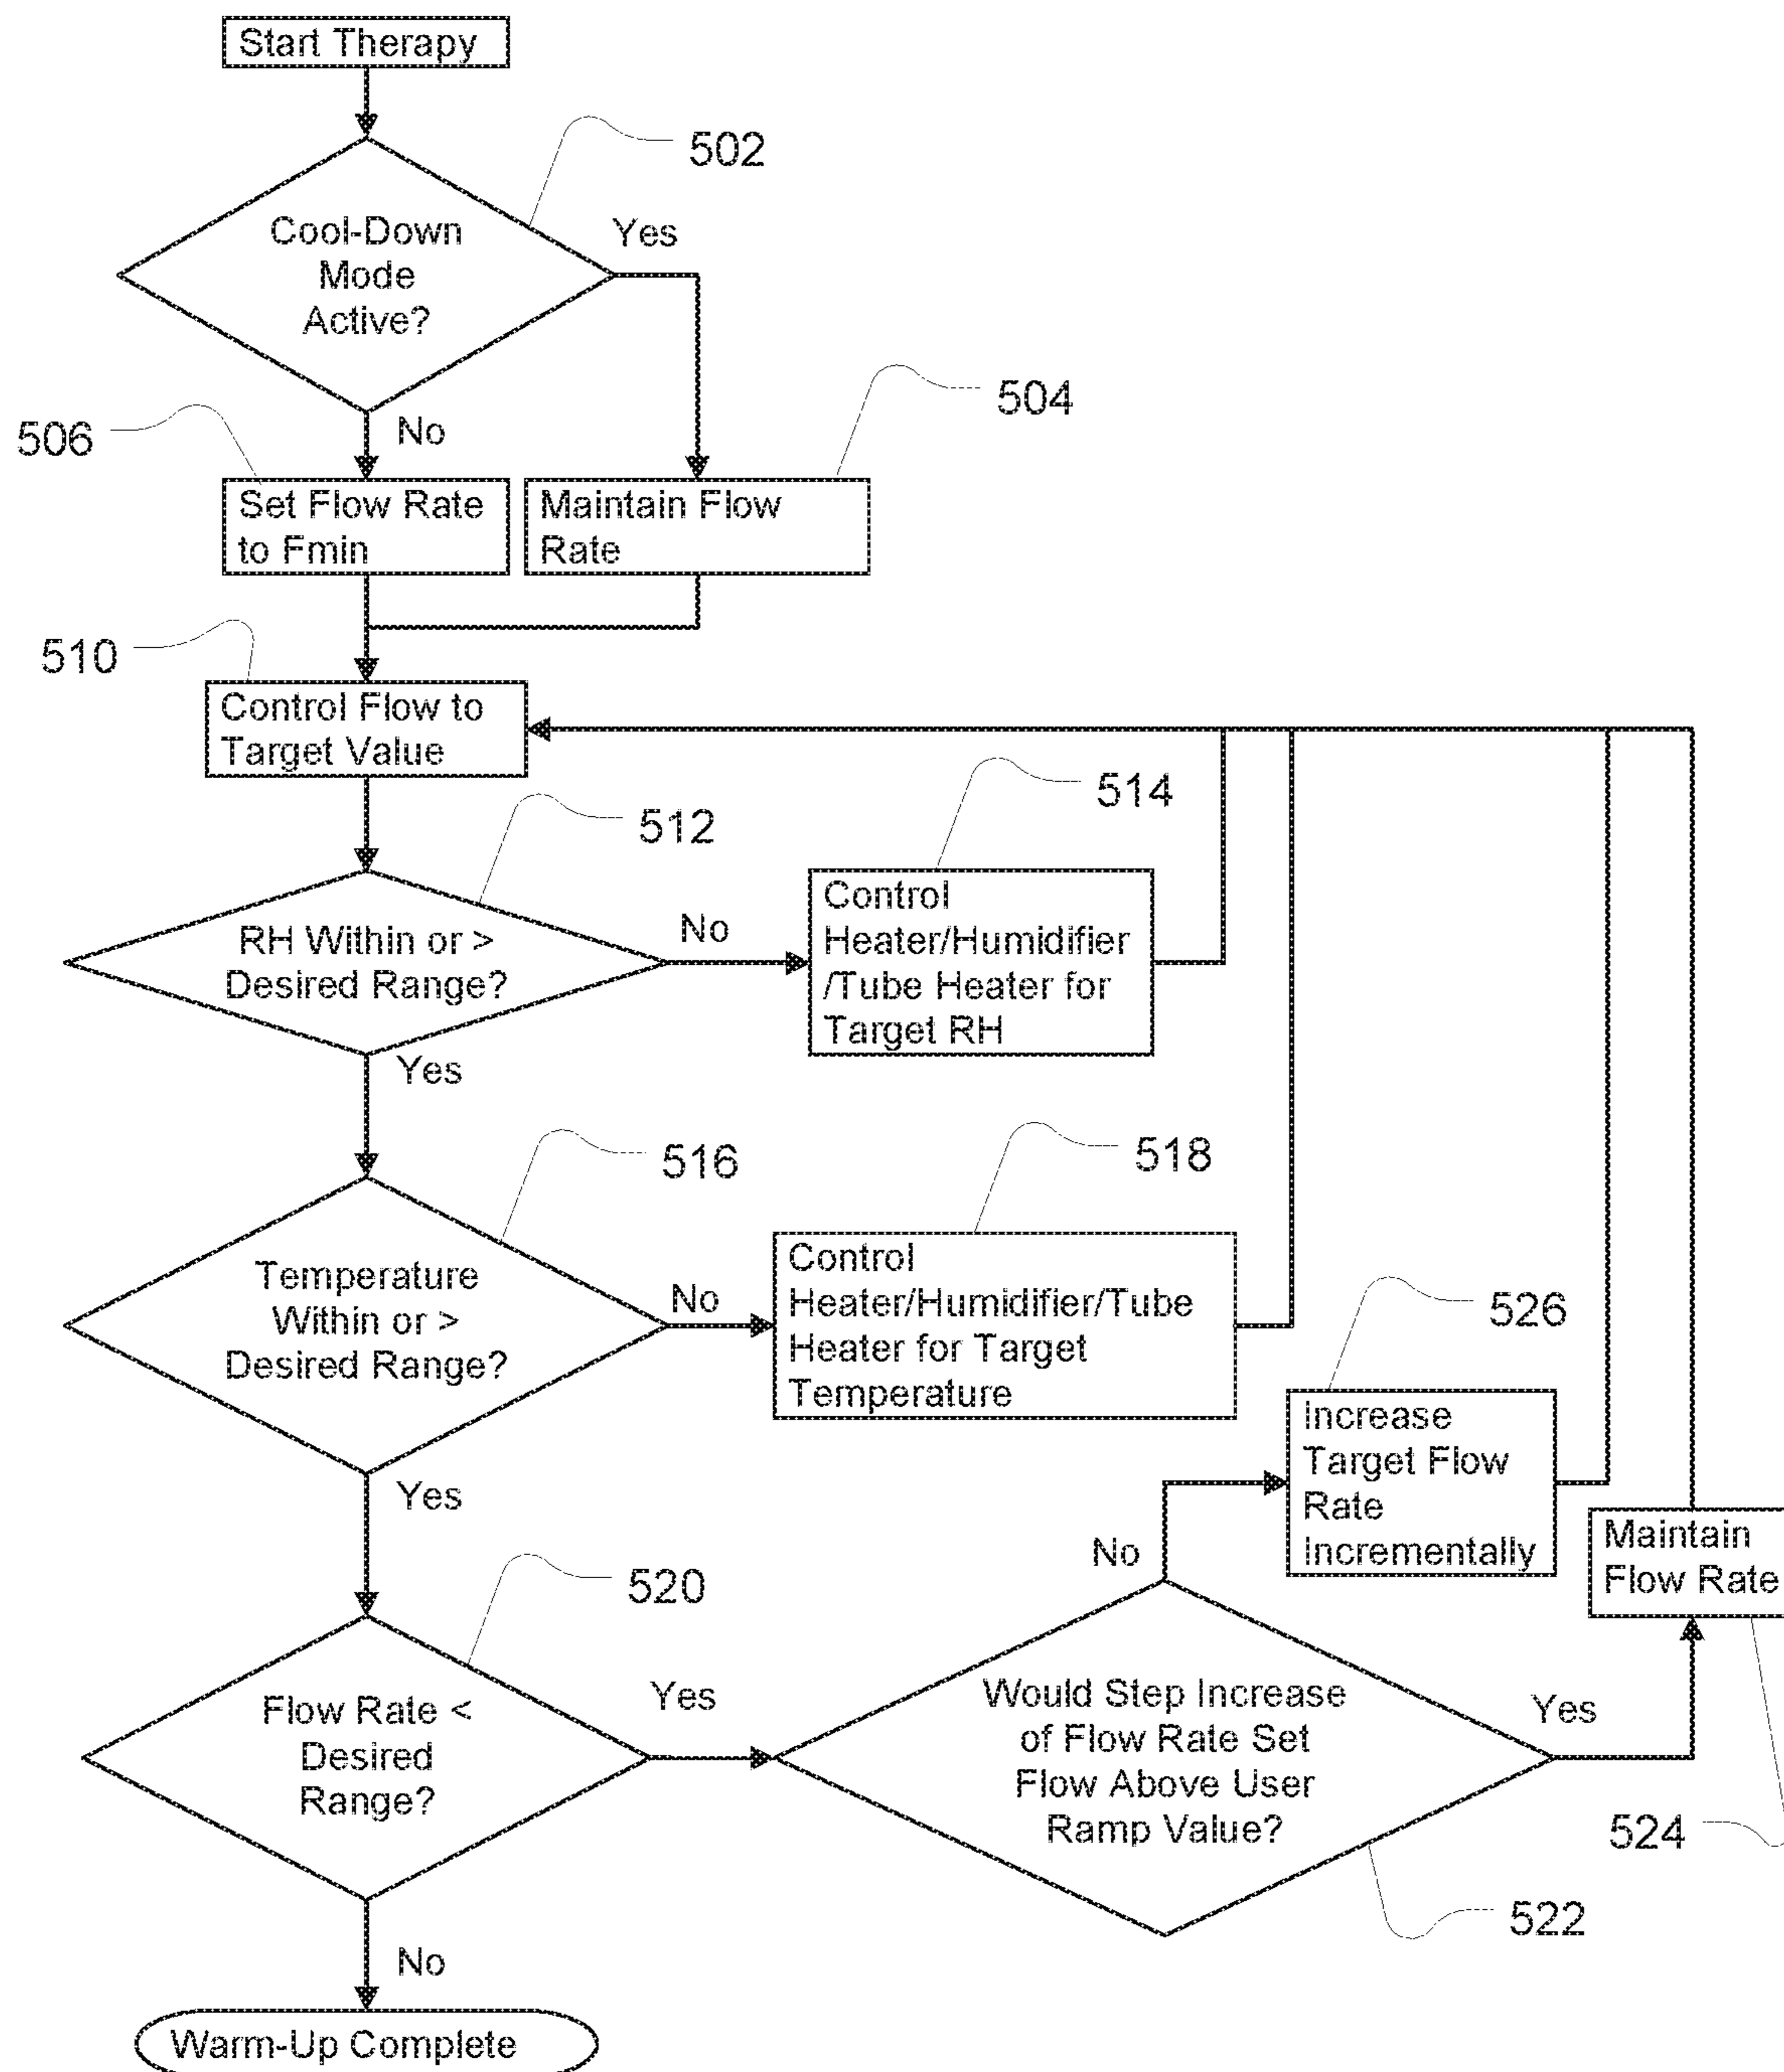 Start Therapy
502
Cool-Down
Mode
Active?
Yes
504
506
No
Set Flow Rate
to Fmin
Maintain Flow
Rate
510
Control Flow to
Target Value
514
512
Control
Heater/Humidifier
/Tube Heater for
Target RH
No
RH Within or >
Desired Range?
Yes
516
518
Temperature
Within or >
Desired Range?
No
Control
Heater/Humidifier/Tube
Heater for Target
Temperature
526
Increase
Target Flow
Rate
Incrementally
Yes
Maintain
Flow Rate
No
520
Flow Rate <
Desired
Range?
Yes
Would Step Increase
of Flow Rate Set
Flow Above User
Ramp Value?
Yes
524
522
No
Warm-Up Complete